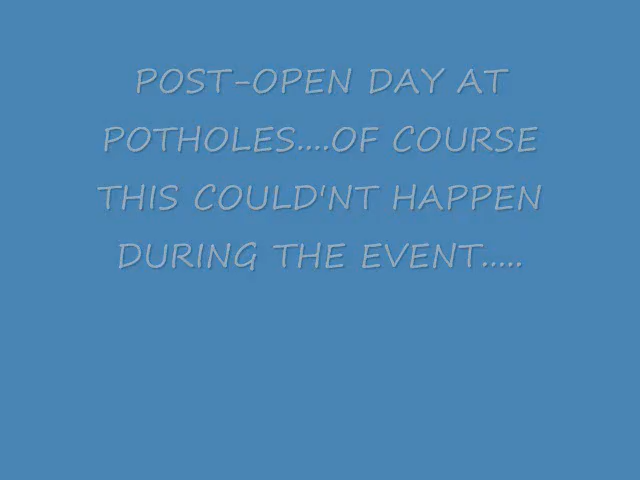 POST-OPEN DAY AT
POTHOLES....OF COURSE
THIS COULD'NT HAPPEN
DURING THE EVENT.....